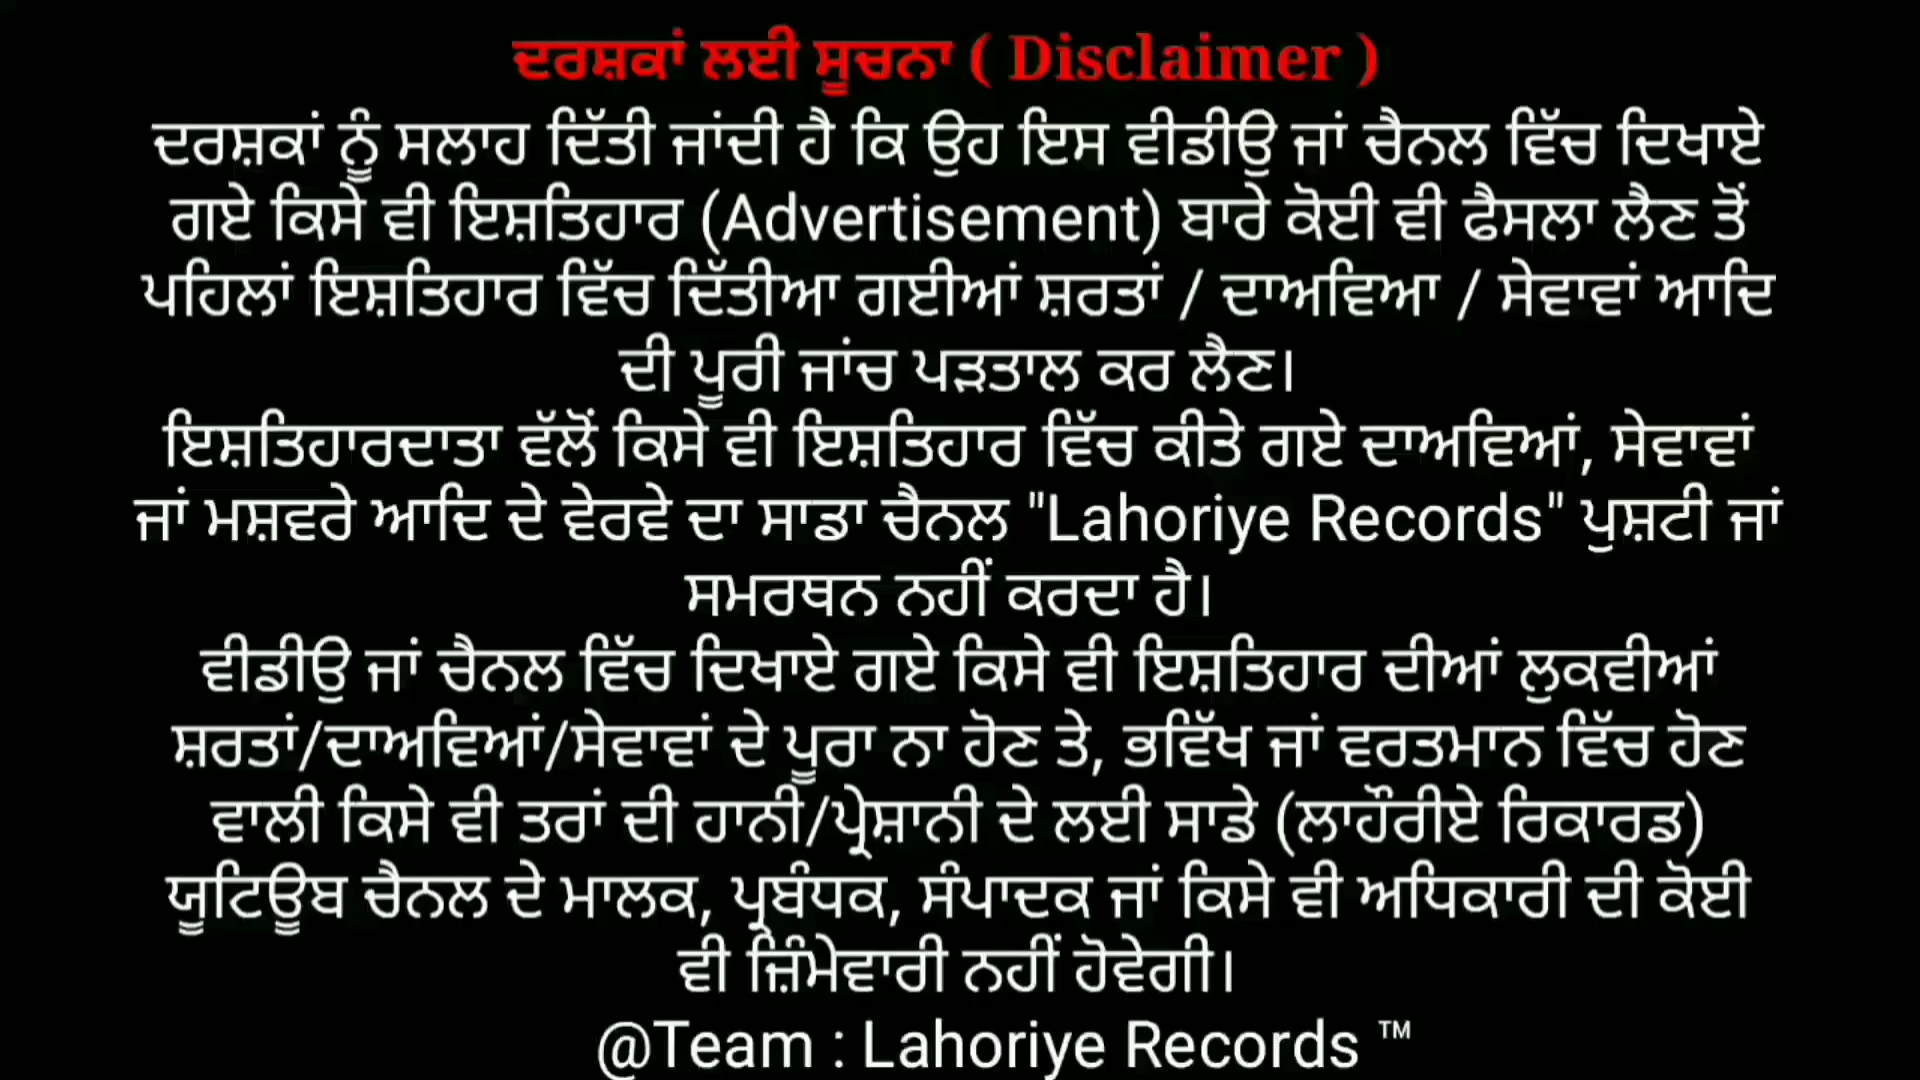 ਦਰਸ਼ਕਾਂ ਲਈ ਸੂਚਨਾ ( Disclaimer )
ਦਰਸ਼ਕਾਂ ਨੂੰ ਸਲਾਹ ਦਿੱਤੀ ਜਾਂਦੀ ਹੈ ਕਿ ਉਹ ਇਸ ਵੀਡੀਉ ਜਾਂ ਚੈਨਲ ਵਿੱਚ ਦਿਖਾਏ
ਗਏ ਕਿਸੇ ਵੀ ਇਸ਼ਤਿਹਾਰ (Advertisement) ਬਾਰੇ ਕੋਈ ਵੀ ਫੈਸਲਾ ਲੈਣ ਤੋਂ
ਪਹਿਲਾਂ ਇਸ਼ਤਿਹਾਰ ਵਿੱਚ ਦਿੱਤੀਆ ਗਈਆਂ ਸ਼ਰਤਾਂ / ਦਾਅਵਿਆ / ਸੇਵਾਵਾਂ ਆਦਿ
ਦੀ ਪੂਰੀ ਜਾਂਚ ਪੜਤਾਲ ਕਰ ਲੈਣ।
ਇਸ਼ਤਿਹਾਰਦਾਤਾ ਵੱਲੋਂ ਕਿਸੇ ਵੀ ਇਸ਼ਤਿਹਾਰ ਵਿੱਚ ਕੀਤੇ ਗਏ ਦਾਅਵਿਆਂ, ਸੇਵਾਵਾਂ
ਜਾਂ ਮਸ਼ਵਰੇ ਆਦਿ ਦੇ ਵੇਰਵੇ ਦਾ ਸਾਡਾ ਚੈਨਲ "Lahoriye Records" ਪੁਸ਼ਟੀ ਜਾਂ
ਸਮਰਥਨ ਨਹੀਂ ਕਰਦਾ ਹੈ।
ਵੀਡੀਉ ਜਾਂ ਚੈਨਲ ਵਿੱਚ ਦਿਖਾਏ ਗਏ ਕਿਸੇ ਵੀ ਇਸ਼ਤਿਹਾਰ ਦੀਆਂ ਲੁਕਵੀਆਂ
ਸ਼ਰਤਾਂ/ਦਾਅਵਿਆਂ/ਸੇਵਾਵਾਂ ਦੇ ਪੂਰਾ ਨਾ ਹੋਣ ਤੇ, ਭਵਿੱਖ ਜਾਂ ਵਰਤਮਾਨ ਵਿੱਚ ਹੋਣ
ਵਾਲੀ ਕਿਸੇ ਵੀ ਤਰਾਂ ਦੀ ਹਾਨੀ/ਪ੍ਰੇਸ਼ਾਨੀ ਦੇ ਲਈ ਸਾਡੇ (ਲਾਹੌਰੀਏ ਰਿਕਾਰਡ)
ਯੂਟਿਊਬ ਚੈਨਲ ਦੇ ਮਾਲਕ, ਪ੍ਰਬੰਧਕ, ਸੰਪਾਦਕ ਜਾਂ ਕਿਸੇ ਵੀ ਅਧਿਕਾਰੀ ਦੀ ਕੋਈ
ਵੀ ਜ਼ਿੰਮੇਵਾਰੀ ਨਹੀਂ ਹੋਵੇਗੀ।
@Team : Lahoriye Records ™